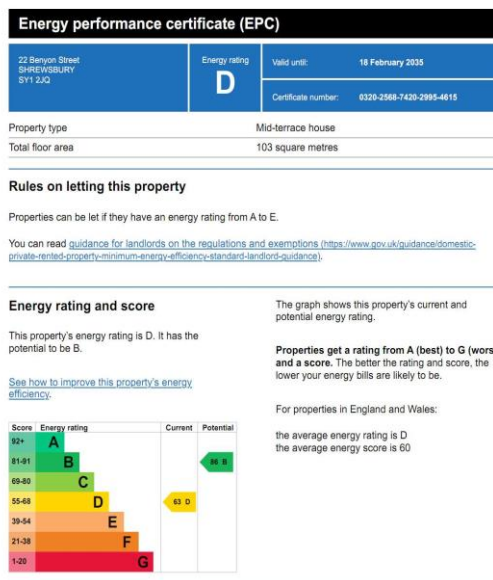 Energy performance certificate (EPC)
22 Benyon Street
SHREWSBURY
SY1 2JQ
Energy rating
D
Valid until: 18 February 2035
Certificate number: 0320-2568-7420-2995-4615
Property type Mid-terrace house
Total floor area 103 square metres
Rules on letting this property
Properties can be let if they have an energy rating from A to E.
You can read guidance for landlords on the regulations and exemptions (https://www.gov.uk/guidance/domestic-
private-rented-property-minimum-energy-efficiency-standard-landlord-guidance).
Energy rating and score
This property's energy rating is D. It has the
potential to be B.
See how to improve this property's energy
efficiency.
Score Energy rating Current Potential
92+ A
81-91 B 86 B
69-80 C
55-68 D 63 D
39-54 E
21-38 F
1-20 G
The graph shows this property's current and
potential energy rating.
Properties get a rating from A (best) to G (wors
and a score. The better the rating and score, the
lower your energy bills are likely to be.
For properties in England and Wales:
the average energy rating is D
the average energy score is 60